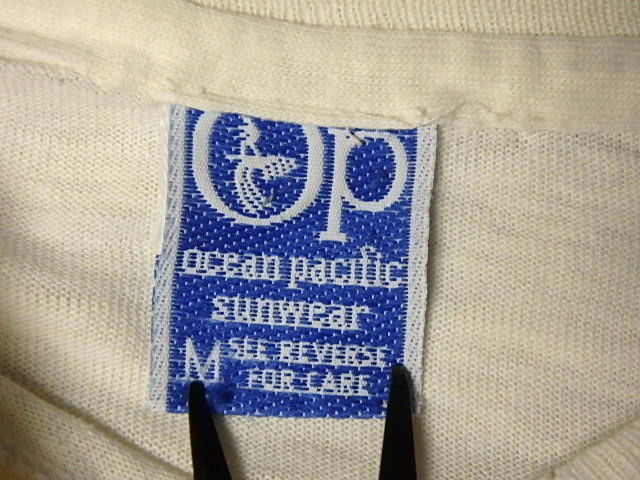 Op
ocean pacific
sunwear
M SEE REVERSE
FOR CARE